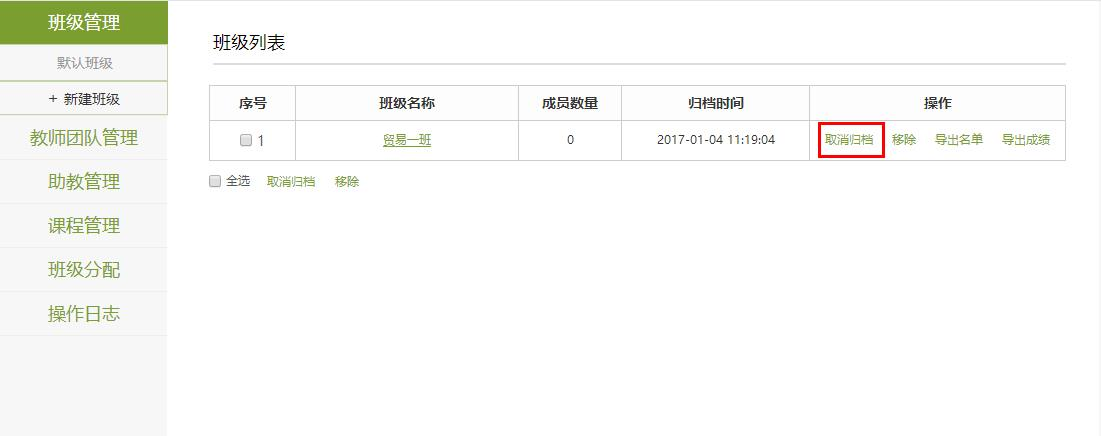 班级管理
默认班级
+ 新建班级
教师团队管理
助教管理
课程管理
班级分配
操作日志
班级列表
序号 班级名称 成员数量 归档时间 操作
1 贸易一班 0 2017-01-04 11:19:04 取消归档 移除 导出名单 导出成绩
全选 取消归档 移除